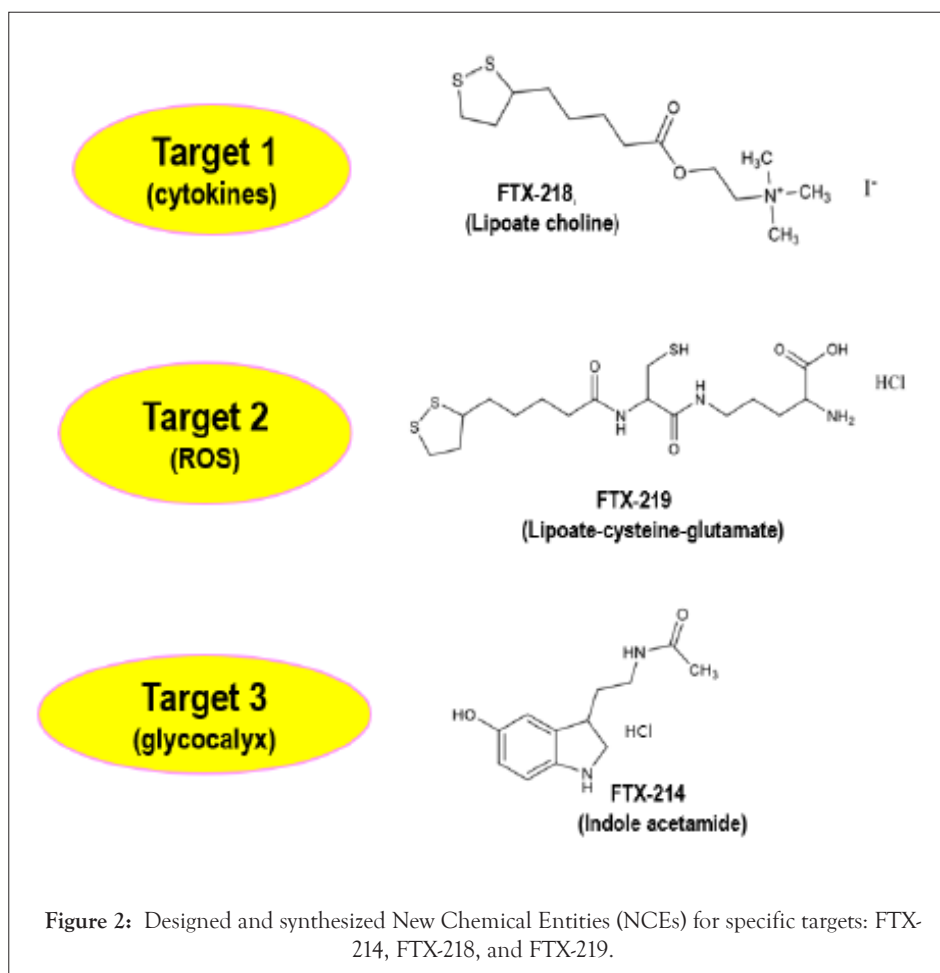 Target 1
(cytokines)
S
S
O
O
H₃C
N⁺
CH₃
CH₃
I⁻
FTX-218,
(Lipoate choline)
Target 2
(ROS)
S
S
O
N
H
SH
O
H
N
O
OH
NH₂
HCl
FTX-219
(Lipoate-cysteine-glutamate)
Target 3
(glycocalyx)
HO
N
H
HN
O
CH₃
HCl
FTX-214
(Indole acetamide)
Figure 2: Designed and synthesized New Chemical Entities (NCEs) for specific targets: FTX-
214, FTX-218, and FTX-219.